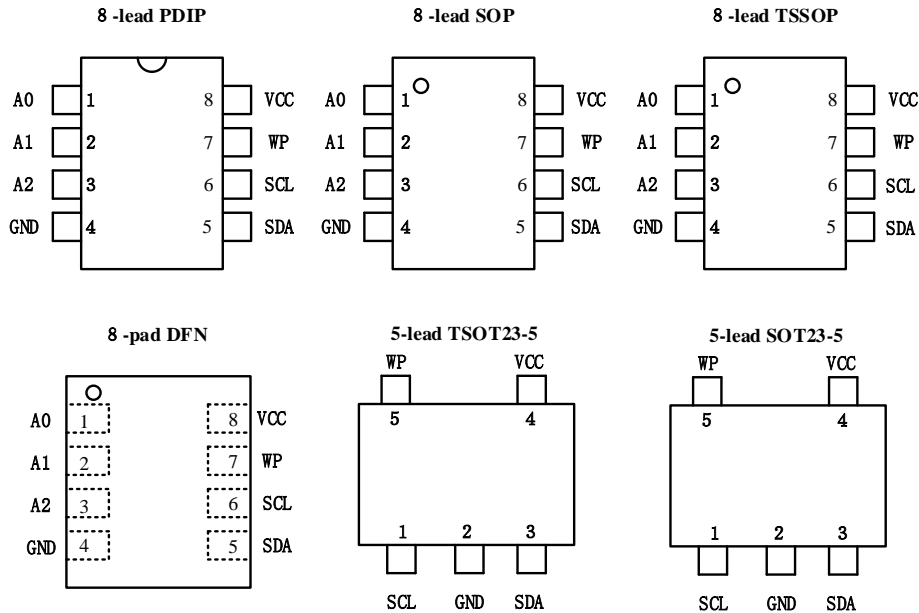 8 -lead PDIP 8 -lead SOP 8 -lead TSSOP
A0 1 8 VCC A0 1 8 VCC A0 1 8 VCC
A1 2 7 WP A1 2 7 WP A1 2 7 WP
A2 3 6 SCL A2 3 6 SCL A2 3 6 SCL
GND 4 5 SDA GND 4 5 SDA GND 4 5 SDA
8 -pad DFN 5-lead TSOT23-5 5-lead SOT23-5
WP VCC WP VCC
A0 1 8 VCC 5 4 5 4
A1 2 7 WP
A2 3 6 SCL
GND 4 5 SDA 1 2 3 1 2 3
SCL GND SDA SCL GND SDA